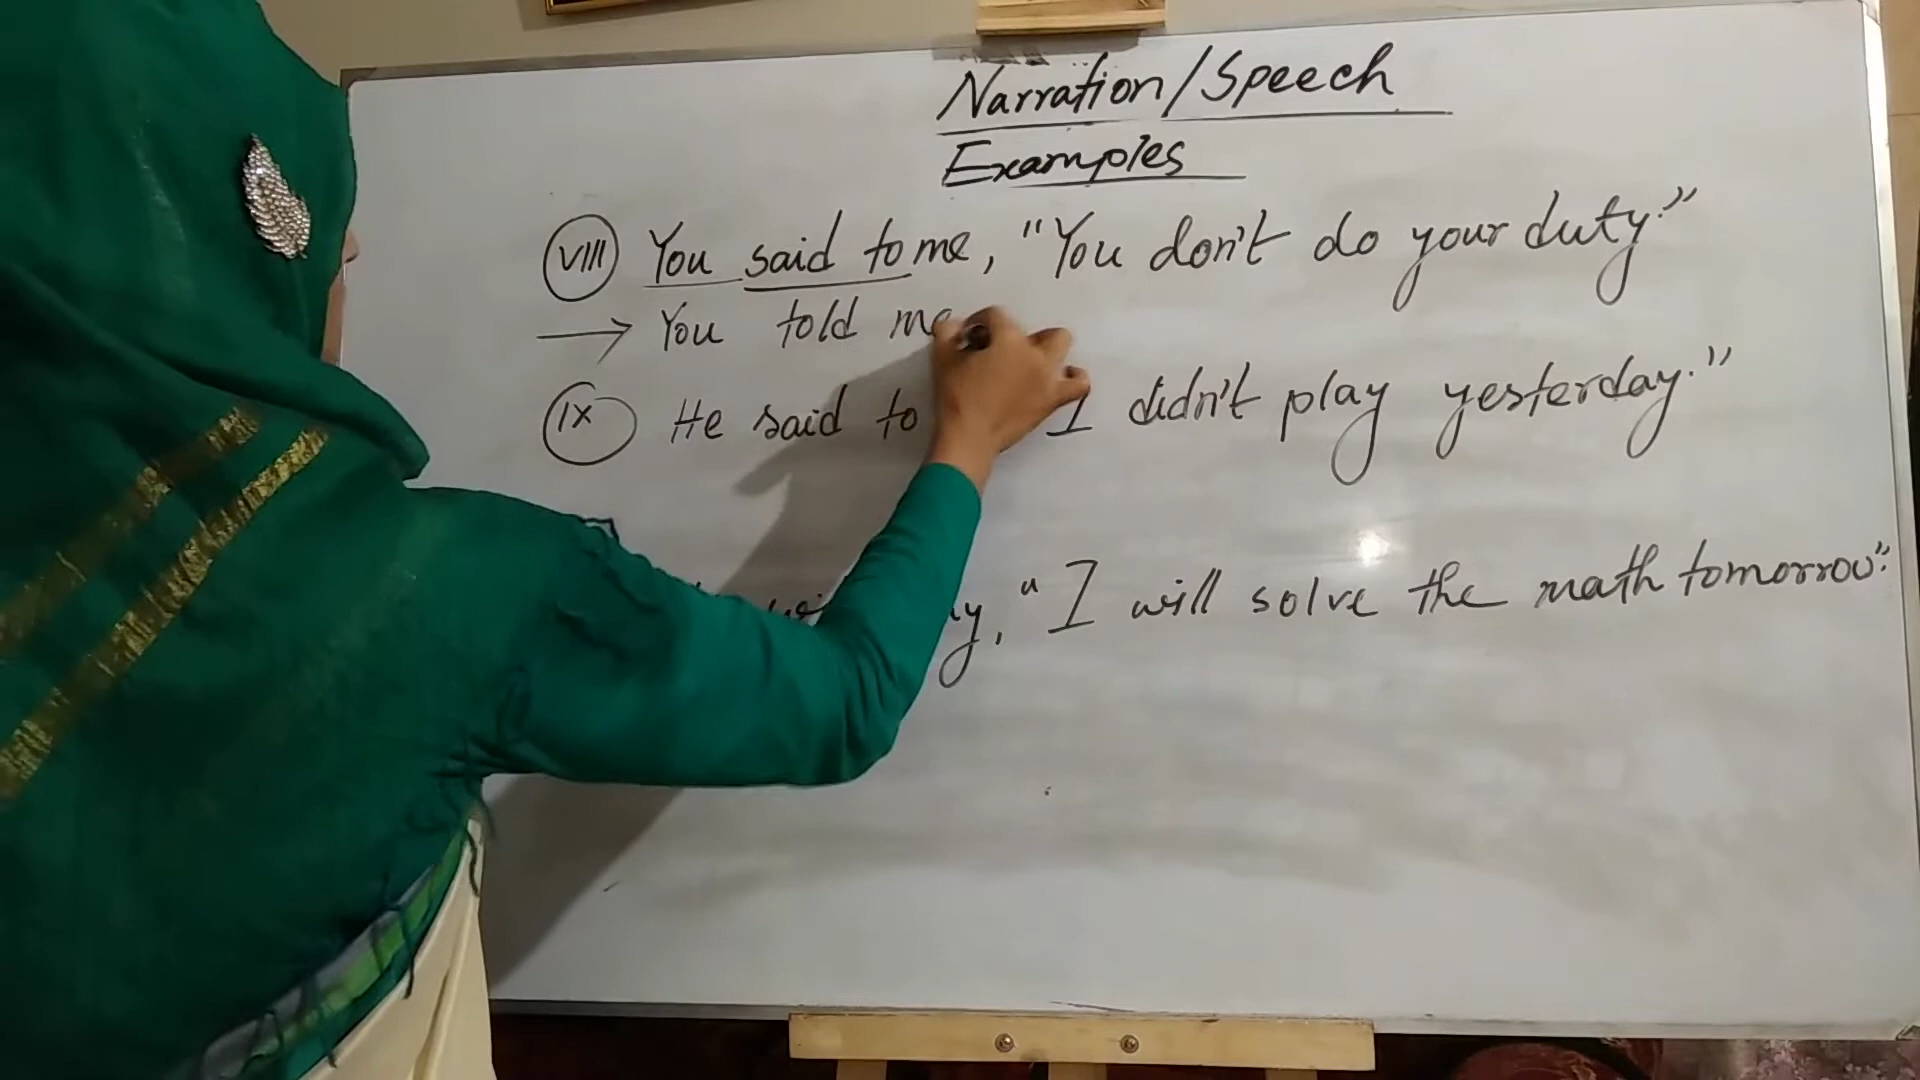 Narration/Speech
Examples
VIII You said to me, "You don't do your duty."
→ You told me
IX He said to I didn't play yesterday."
"I will solve the math tomorrow."